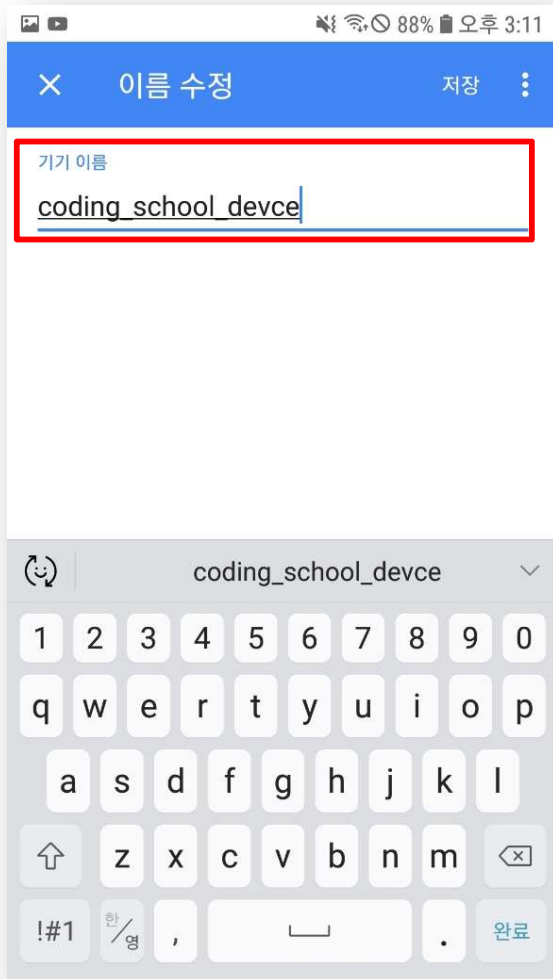 88% 오후 3:11
이름 수정 저장
기기 이름
coding_school_devce
coding_school_devce
1 2 3 4 5 6 7 8 9 0
q w e r t y u i o p
a s d f g h j k l
z x c v b n m
!#1 한/영 , . 완료